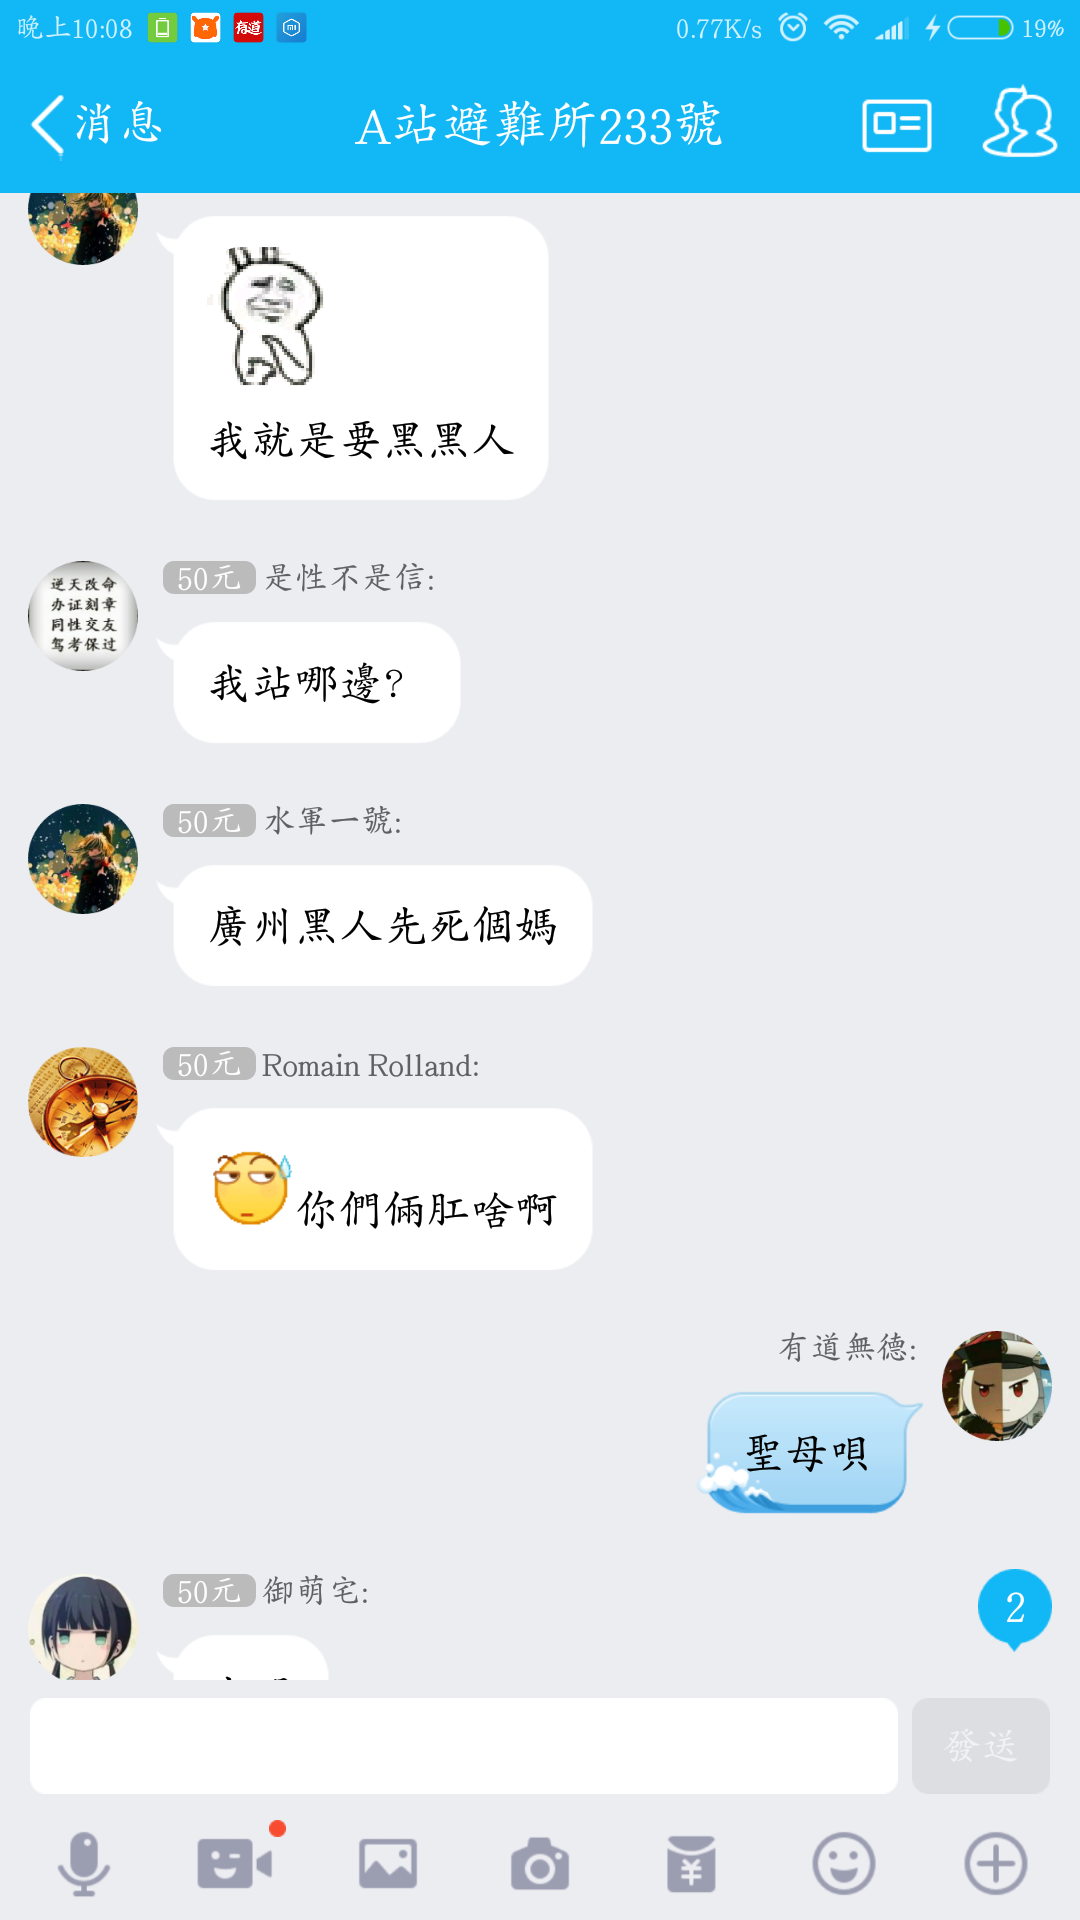 晚上10:08
有道
0.77K/s
19%
消息
A站避難所233號
我就是要黑黑人
逆天改命
办证刻章
同性交友
驾考保过
50元 是性不是信:
我站哪邊?
50元 水軍一號:
廣州黑人先死個媽
50元 Romain Rolland:
你們倆肛啥啊
有道無德:
聖母唄
50元 御萌宅:
2
發送